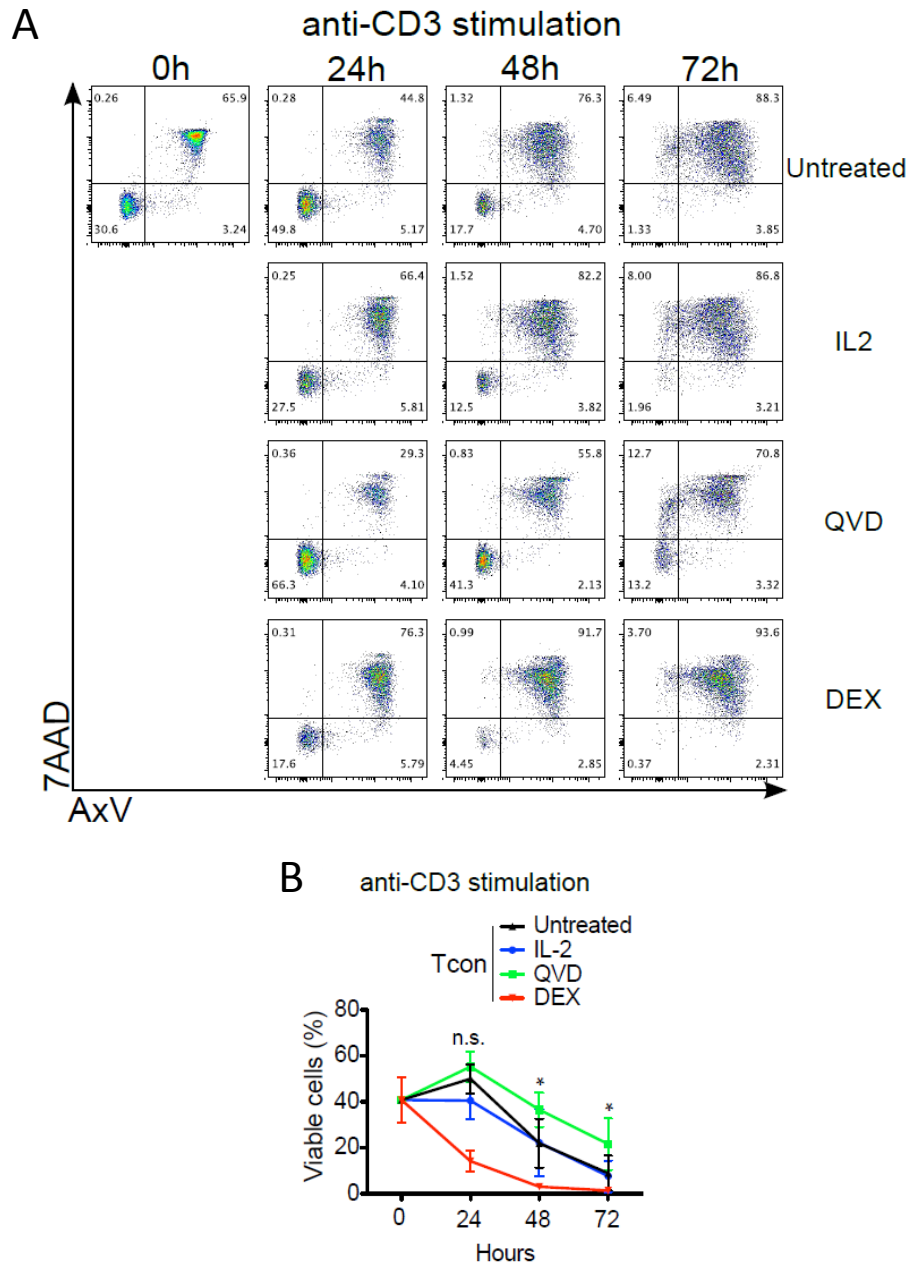 A
anti-CD3 stimulation
0h 24h 48h 72h
0.26 65.9 0.28 44.8 1.32 76.3 6.49 88.3
Untreated
30.6 3.24 49.8 5.17 17.7 4.70 1.33 3.85
0.25 66.4 1.52 82.2 8.00 86.8
IL2
27.5 5.81 12.5 3.82 1.96 3.21
0.36 29.3 0.83 55.8 12.7 70.8
QVD
66.3 4.10 41.3 2.13 13.2 3.32
0.31 76.3 0.99 91.7 3.70 93.6
DEX
17.6 5.79 4.45 2.85 0.37 2.31
7AAD
AxV
B
anti-CD3 stimulation
Tcon
Untreated
IL-2
QVD
DEX
Viable cells (%)
80
60
40
20
0
n.s.
*
*
0 24 48 72
Hours